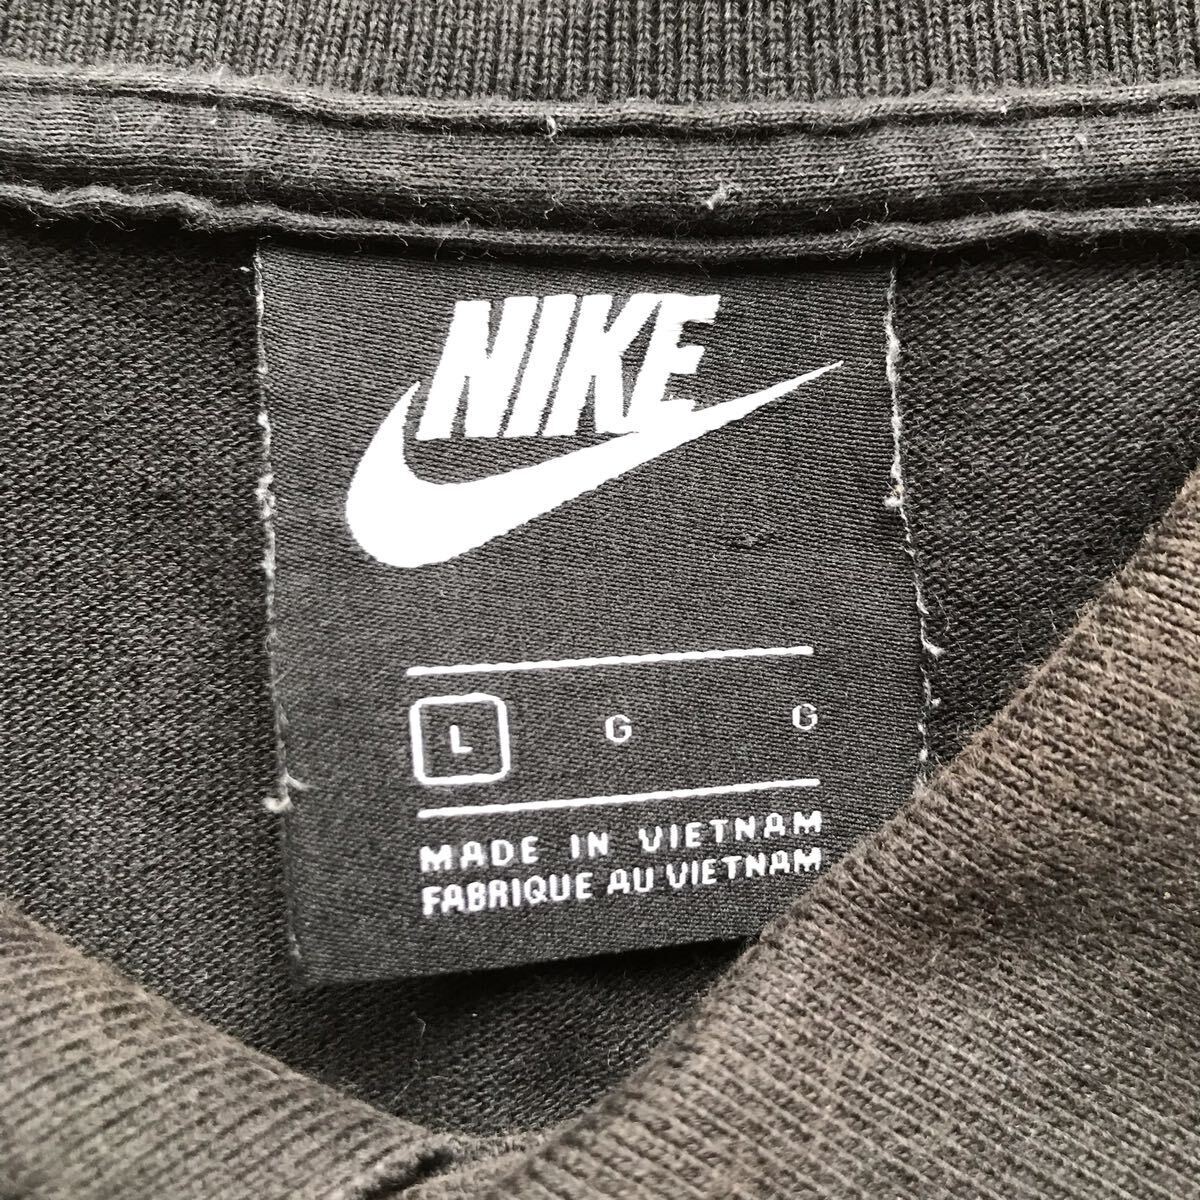 NIKE
L G G
MADE IN VIETNAM
FABRIQUE AU VIETNAM